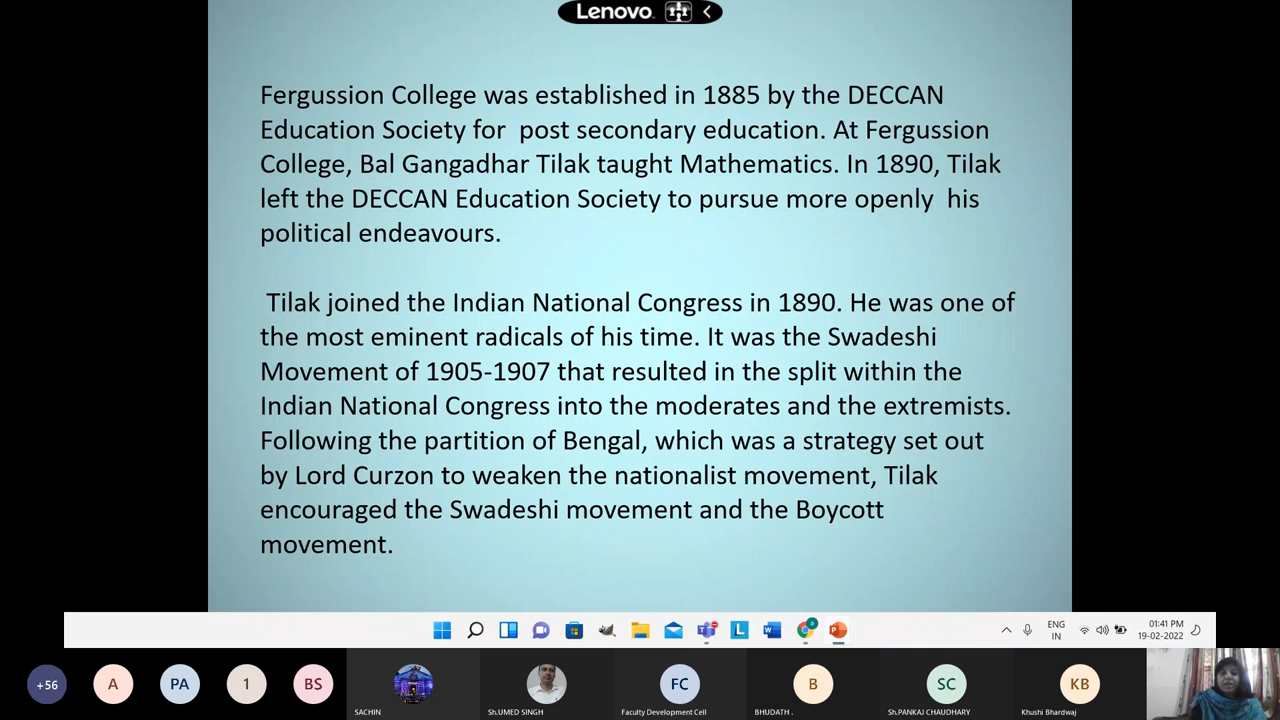 Lenovo
Fergussion College was established in 1885 by the DECCAN
Education Society for  post secondary education. At Fergussion
College, Bal Gangadhar Tilak taught Mathematics. In 1890, Tilak
left the DECCAN Education Society to pursue more openly  his
political endeavours.
Tilak joined the Indian National Congress in 1890. He was one of
the most eminent radicals of his time. It was the Swadeshi
Movement of 1905-1907 that resulted in the split within the
Indian National Congress into the moderates and the extremists.
Following the partition of Bengal, which was a strategy set out
by Lord Curzon to weaken the nationalist movement, Tilak
encouraged the Swadeshi movement and the Boycott
movement.
ENG
IN
01:41 PM
19-02-2022
+56
A
PA
1
BS
FC
B
SC
KB
SACHIN
Sh.UMED SINGH
Faculty Development Cell
BHUDATH .
Sh.PANKAJ CHAUDHARY
Khushi Bhardwaj